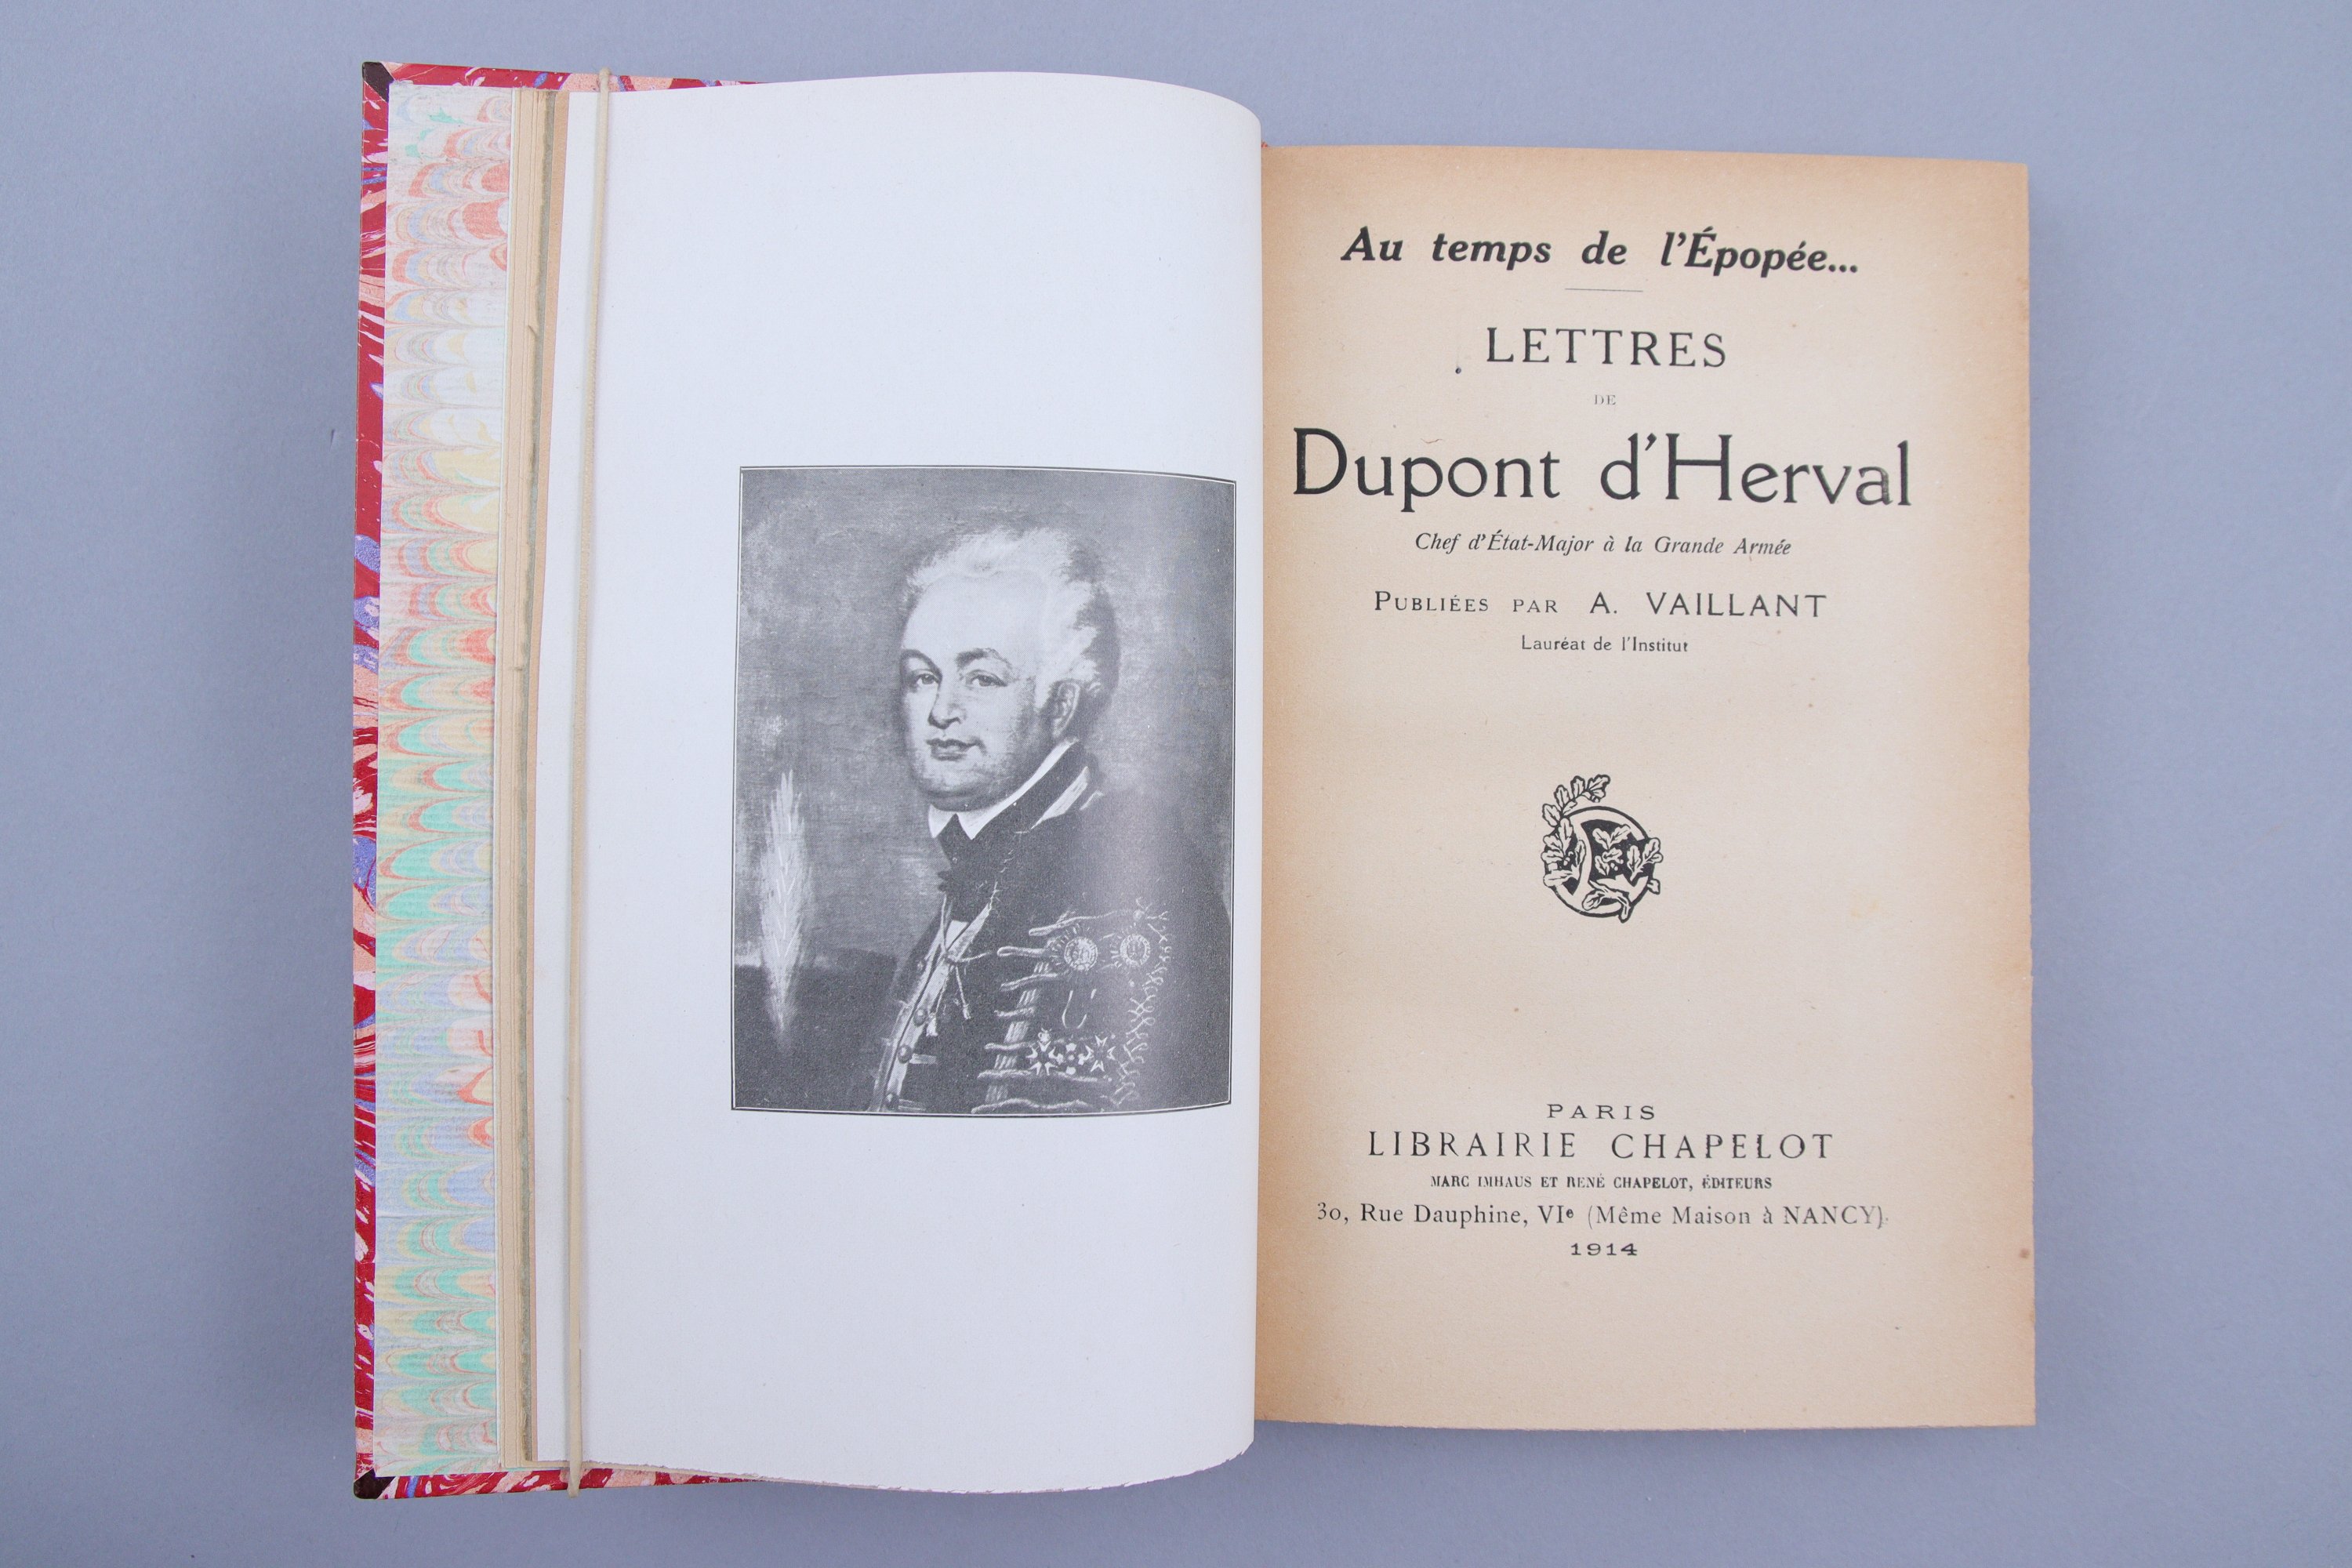 Au temps de l'Épopée...
LETTRES
DE
Dupont d'Herval
Chef d'État-Major à la Grande Armée
PUBLIÉES PAR A. VAILLANT
Lauréat de l'Institut
PARIS
LIBRAIRIE CHAPELOT
MARC IMHAUS ET RENÉ CHAPELOT, ÉDITEURS
30, Rue Dauphine, VIe (Même Maison à NANCY)
1914